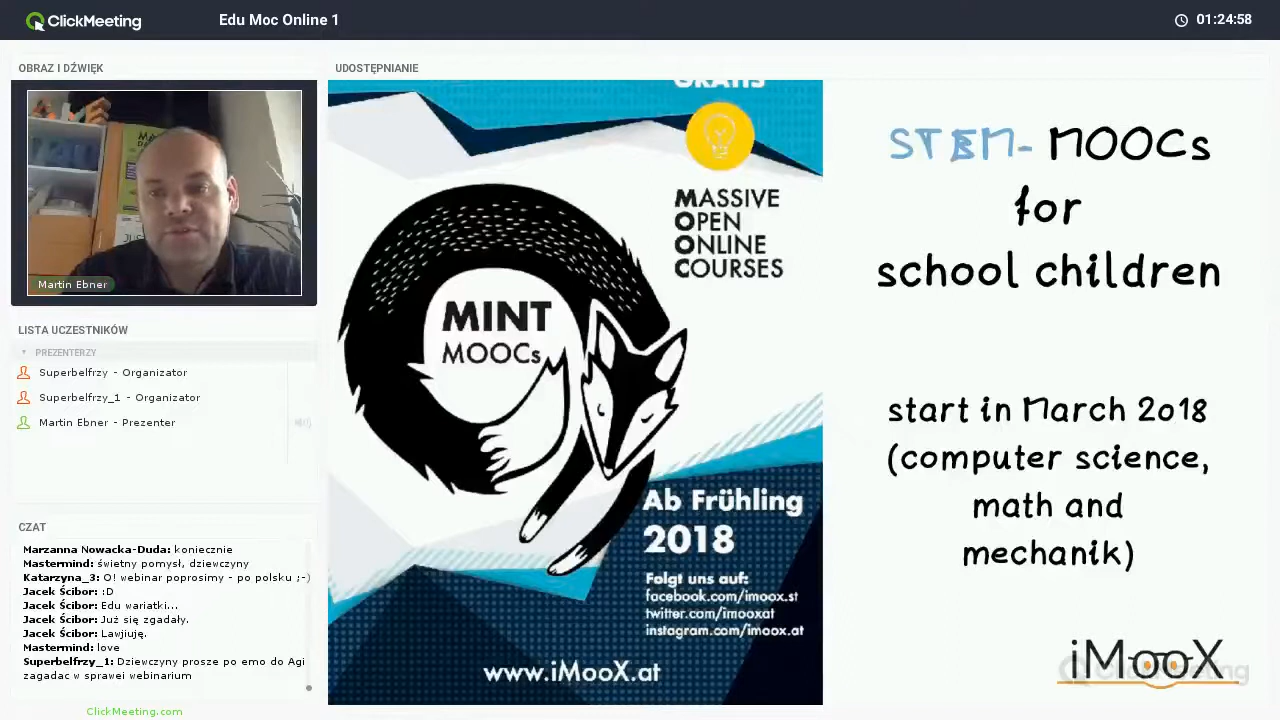 ClickMeeting
Edu Moc Online 1
01:24:58
OBRAZ I DŹWIĘK
Martin Ebner
LISTA UCZESTNIKÓW
PREZENTERZY
Superbelfrzy - Organizator
Superbelfrzy_1 - Organizator
Martin Ebner - Prezenter
CZAT
Marzanna Nowacka-Duda: koniecznie
Mastermind: świetny pomysł, dziewczyny
Katarzyna_3: O! webinar poprosimy - po polsku ;-)
Jacek Ścibor: :D
Jacek Ścibor: Edu wariatki...
Jacek Ścibor: Już się zgadały.
Jacek Ścibor: Lawjiuję.
Mastermind: love
Superbelfrzy_1: Dziewczyny prosze po emo do Agi
zagadac w sprawei webinarium
ClickMeeting.com
UDOSTĘPNIANIE
GRATIS
MASSIVE
OPEN
ONLINE
COURSES
MINT
MOOCs
Ab Frühling
2018
Folgt uns auf:
facebook.com/imoox.at
twitter.com/imooxat
instagram.com/imoox.at
www.iMooX.at
STEM- MOOCs
for
school children
start in March 2018
(computer science,
math and
mechanik)
iMooX
ClickMeeting